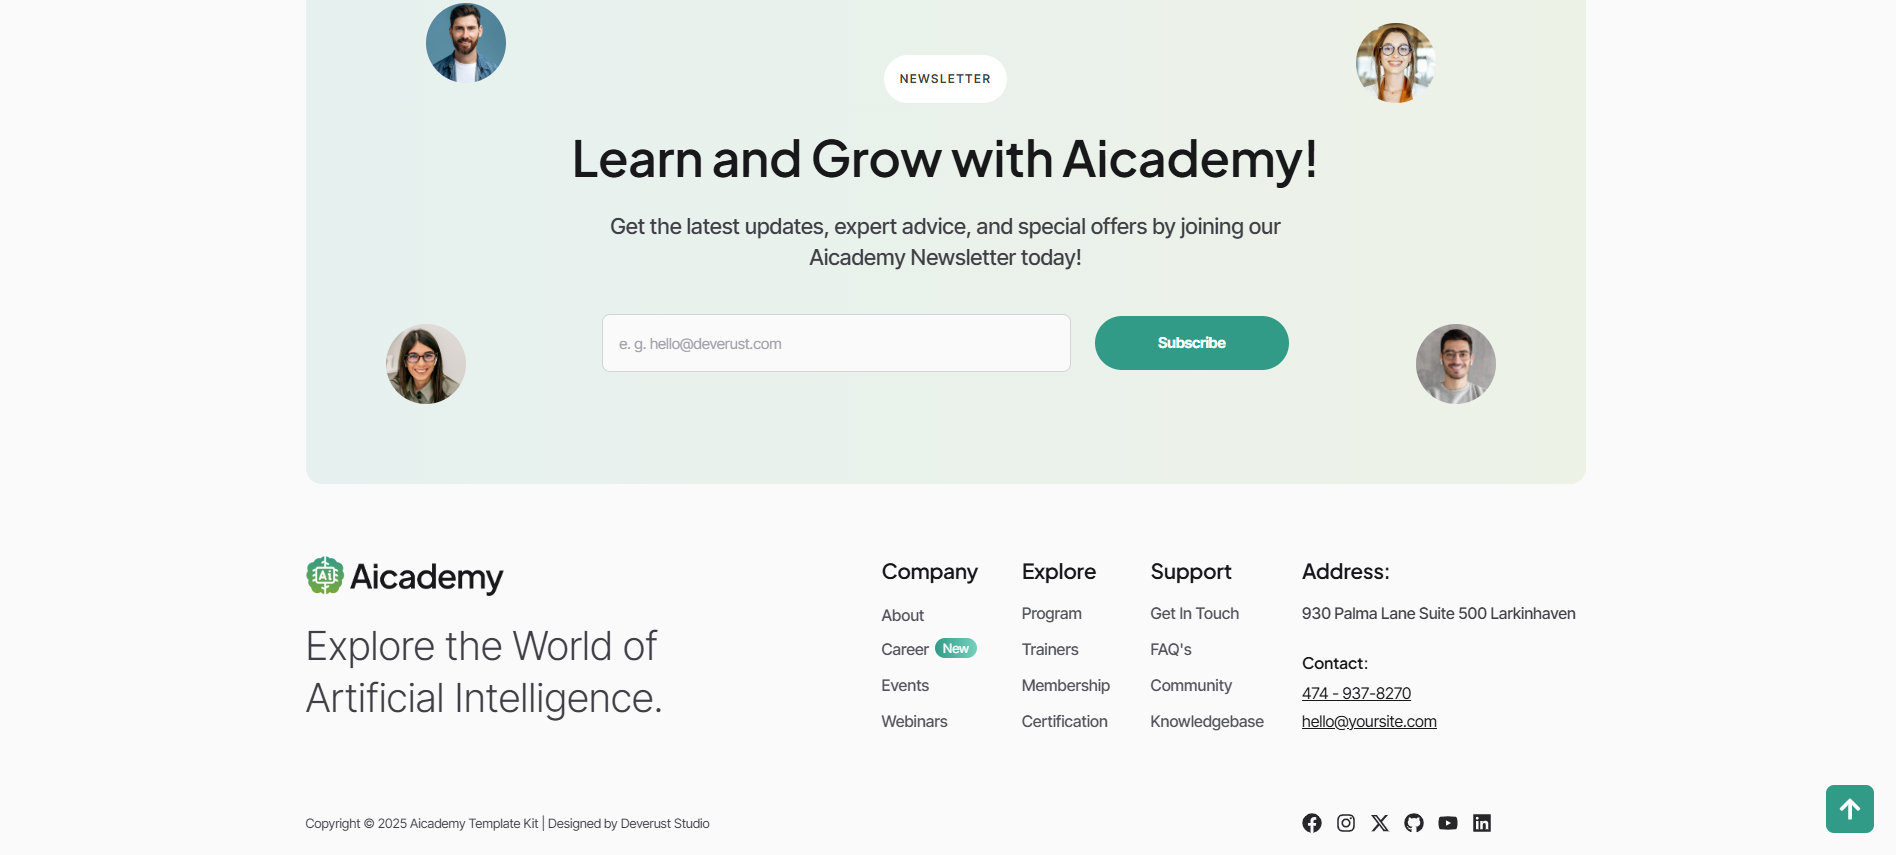 NEWSLETTER
Learn and Grow with Aicademy!
Get the latest updates, expert advice, and special offers by joining our
Aicademy Newsletter today!
e. g. hello@deverust.com
Subscribe
Ai Aicademy
Explore the World of
Artificial Intelligence.
Company
About
Career New
Events
Webinars
Explore
Program
Trainers
Membership
Certification
Support
Get In Touch
FAQ's
Community
Knowledgebase
Address:
930 Palma Lane Suite 500 Larkinhaven
Contact:
474 - 937-8270
hello@yoursite.com
Copyright © 2025 Aicademy Template Kit | Designed by Deverust Studio